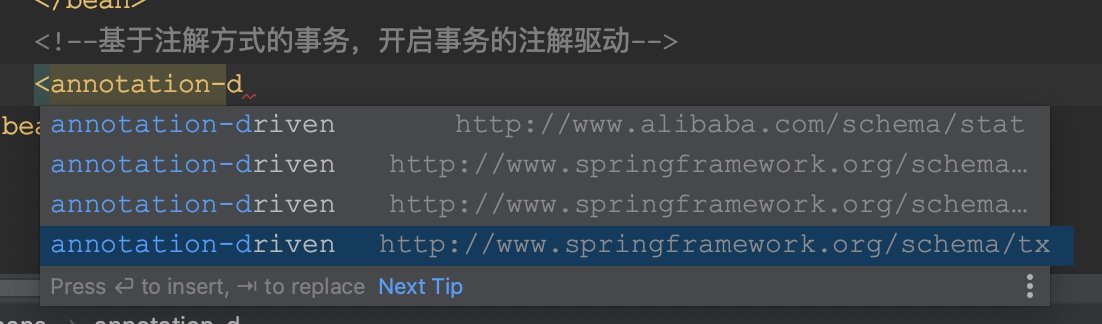 </bean>
<!--基于注解方式的事务，开启事务的注解驱动-->
<annotation-d
bea
annotation-driven http://www.alibaba.com/schema/stat
annotation-driven http://www.springframework.org/schema…
annotation-driven http://www.springframework.org/schema…
annotation-driven http://www.springframework.org/schema/tx
Press ⏎ to insert, ⇥ to replace Next Tip
annotation-d